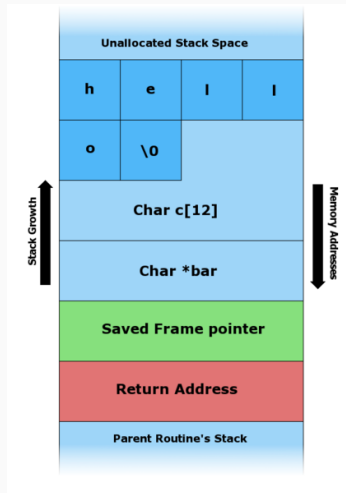 Unallocated Stack Space
h e l l
o \0
Char c[12]
Char *bar
Saved Frame pointer
Return Address
Parent Routine's Stack
Stack Growth
Memory Addresses